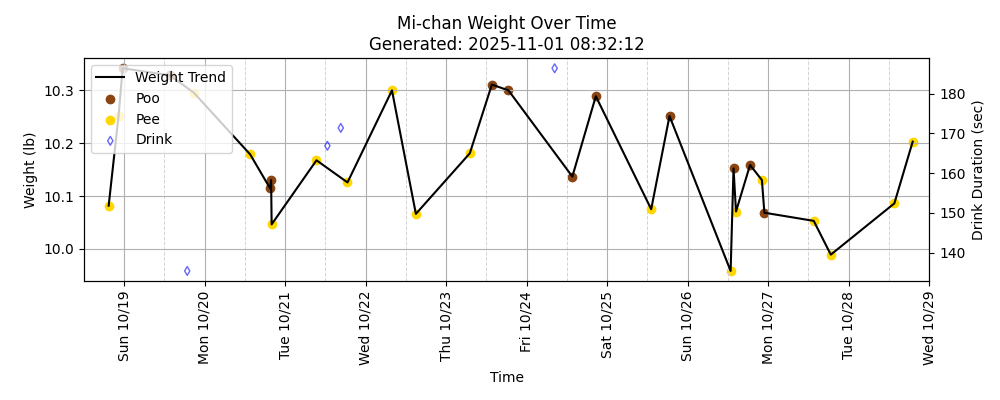 Mi-chan Weight Over Time
Generated: 2025-11-01 08:32:12
Weight Trend
Poo
Pee
Drink
Weight (lb)
10.3
10.2
10.1
10.0
180
170
160
150
140
Drink Duration (sec)
Sun 10/19
Mon 10/20
Tue 10/21
Wed 10/22
Thu 10/23
Fri 10/24
Sat 10/25
Sun 10/26
Mon 10/27
Tue 10/28
Wed 10/29
Time